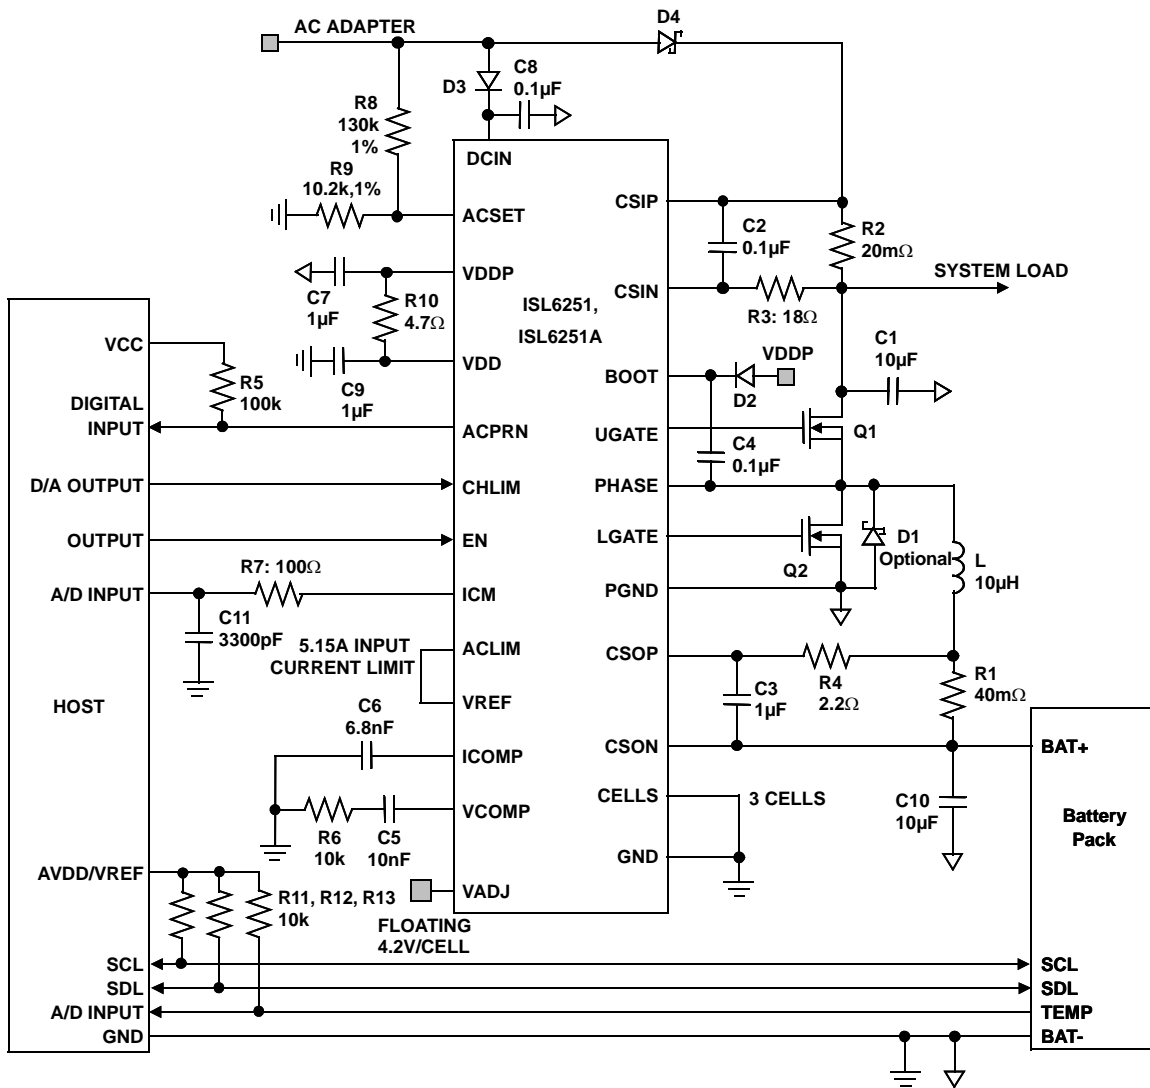 AC ADAPTER
D4
D3
C8
0.1µF
R8
130k
1%
R9
10.2k,1%
DCIN
ACSET
CSIP
C2
0.1µF
R2
20mΩ
VDDP
C7
1µF
R10
4.7Ω
ISL6251,
ISL6251A
CSIN
R3: 18Ω
SYSTEM LOAD
VDD
C9
1µF
VCC
R5
100k
BOOT
VDDP
D2
C1
10µF
DIGITAL
INPUT
ACPRN
UGATE
Q1
C4
0.1µF
D/A OUTPUT
CHLIM
PHASE
OUTPUT
EN
LGATE
Q2
D1
Optional
L
10µH
R7: 100Ω
A/D INPUT
ICM
PGND
C11
3300pF
5.15A INPUT
CURRENT LIMIT
ACLIM
VREF
CSOP
R4
2.2Ω
R1
40mΩ
C3
1µF
HOST
C6
6.8nF
ICOMP
CSON
BAT+
VCOMP
R6
10k
C5
10nF
CELLS
3 CELLS
C10
10µF
Battery
Pack
GND
AVDD/VREF
R11, R12, R13
10k
VADJ
FLOATING
4.2V/CELL
SCL
SCL
SDL
SDL
A/D INPUT
TEMP
GND
BAT-